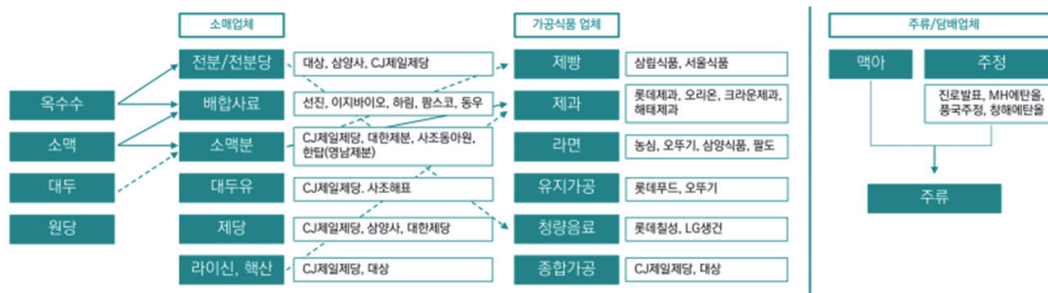 소매업체
가공식품 업체
주류/담배업체
전분/전분당
대상, 삼양사, CJ제일제당
제빵
삼립식품, 서울식품
맥아
주정
옥수수
배합사료
선진, 이지바이오, 하림, 팜스코, 동우
제과
롯데제과, 오리온, 크라운제과,
해태제과
진로발표, MH에탄올,
풍국주정, 창해에탄올
소맥
소맥분
CJ제일제당, 대한제분, 사조동아원,
한탑(영남제분)
라면
농심, 오뚜기, 삼양식품, 팔도
대두
대두유
CJ제일제당. 사조해표
유지가공
롯데푸드, 오뚜기
주류
원당
제당
CJ제일제당, 삼양사, 대한제당
청량음료
롯데칠성, LG생건
라이신, 핵산
CJ제일제당, 대상
종합가공
CJ제일제당, 대상